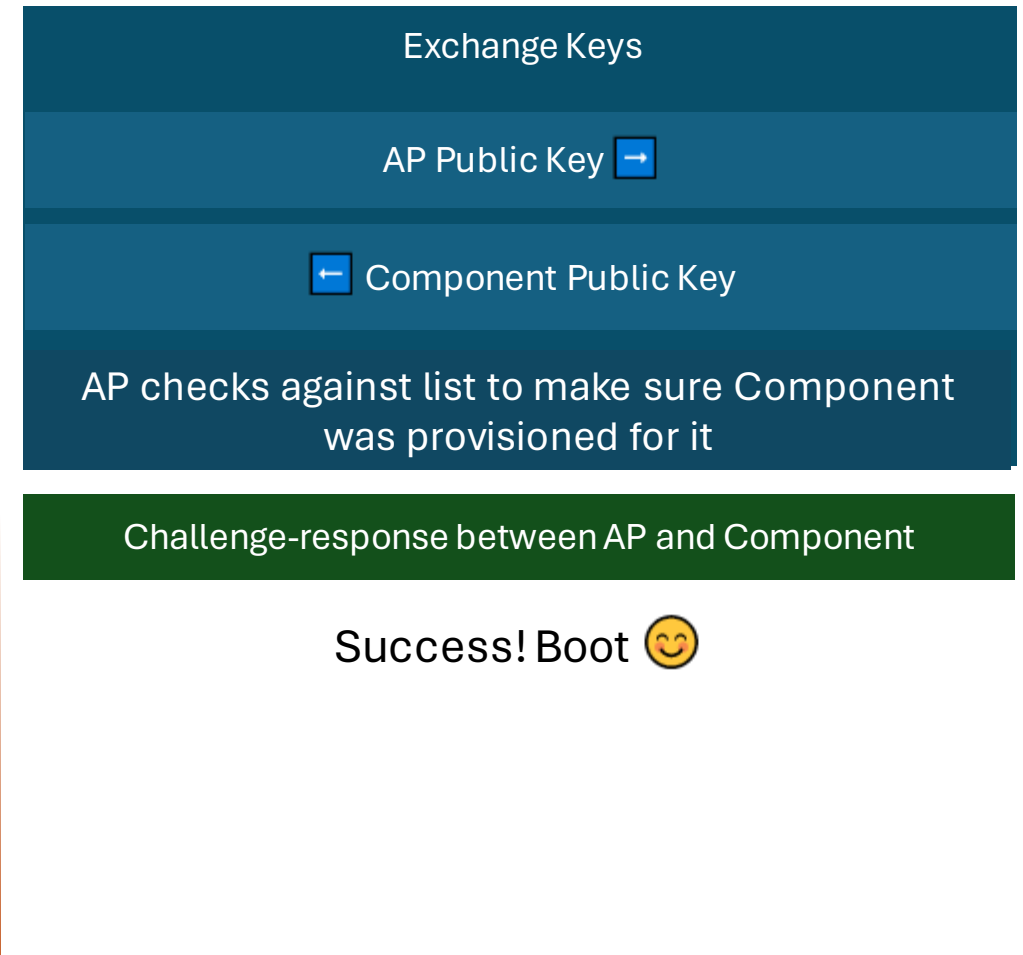 Exchange Keys
AP Public Key ➡
⬅ Component Public Key
AP checks against list to make sure Component
was provisioned for it
Challenge-response between AP and Component
Success! Boot 😊